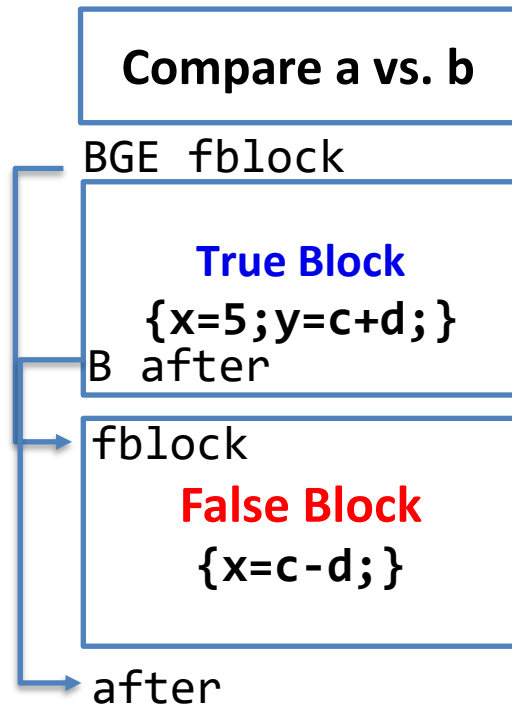 Compare a vs. b
BGE fblock
True Block
{x=5;y=c+d;}
B after
fblock
False Block
{x=c-d;}
after